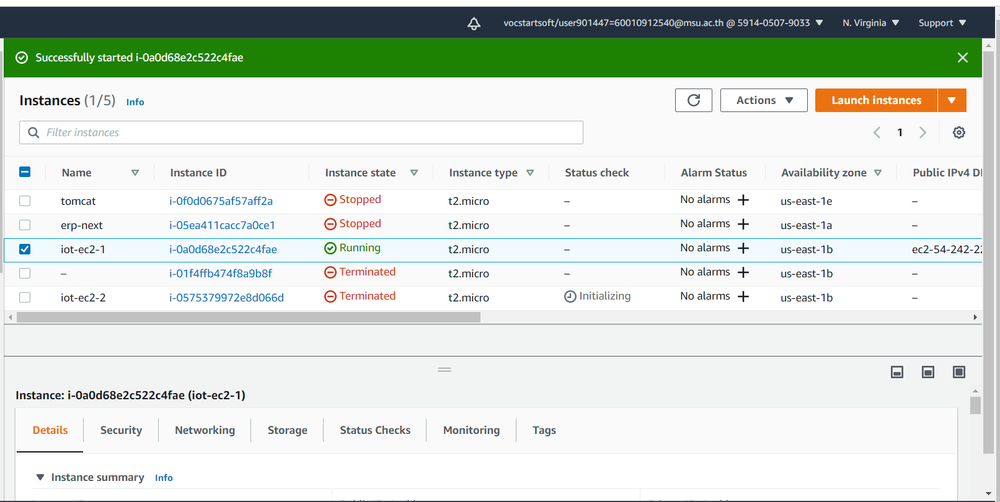 vocstartsoft/user901447=60010912540@msu.ac.th @ 5914-0507-9033 N. Virginia Support
Successfully started i-0a0d68e2c522c4fae
Instances (1/5) Info Actions Launch instances
Filter instances 1
Name Instance ID Instance state Instance type Status check Alarm Status Availability zone Public IPv4 D
tomcat i-0f0d0675af57aff2a Stopped t2.micro – No alarms + us-east-1e –
erp-next i-05ea411cacc7a0ce1 Stopped t2.micro – No alarms + us-east-1a –
iot-ec2-1 i-0a0d68e2c522c4fae Running t2.micro – No alarms + us-east-1b ec2-54-242-22
– i-01f4ffb474f8a9b8f Terminated t2.micro – No alarms + us-east-1b –
iot-ec2-2 i-0575379972e8d066d Terminated t2.micro Initializing No alarms + us-east-1b –
Instance: i-0a0d68e2c522c4fae (iot-ec2-1)
Details Security Networking Storage Status Checks Monitoring Tags
Instance summary Info